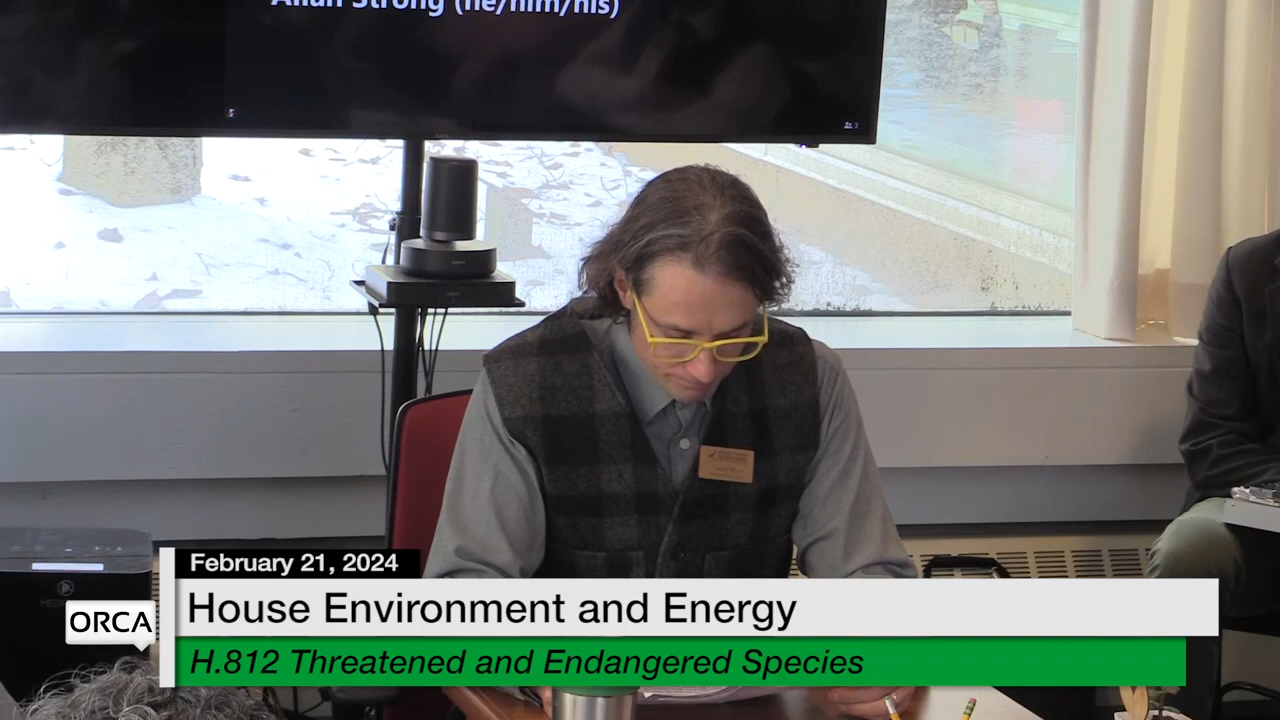 Allan Strong (he/him/his)
February 21, 2024
House Environment and Energy
ORCA
H.812 Threatened and Endangered Species